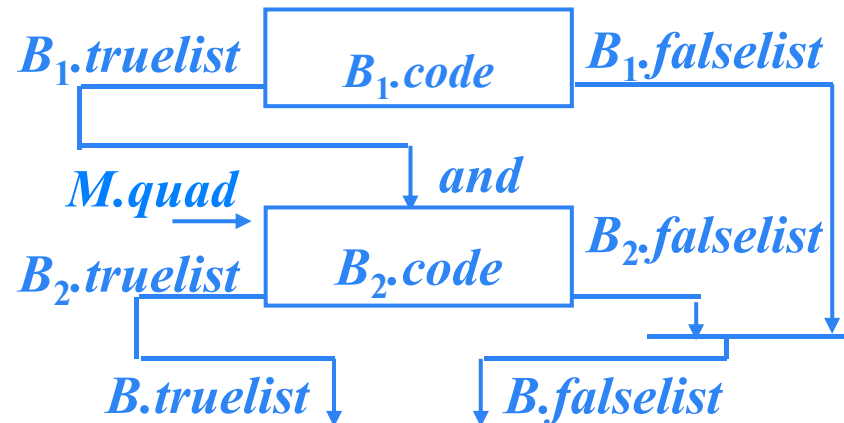 B₁.truelist
B₁.code
B₁.falselist
and
M.quad
B₂.truelist
B₂.code
B₂.falselist
B.truelist
B.falselist